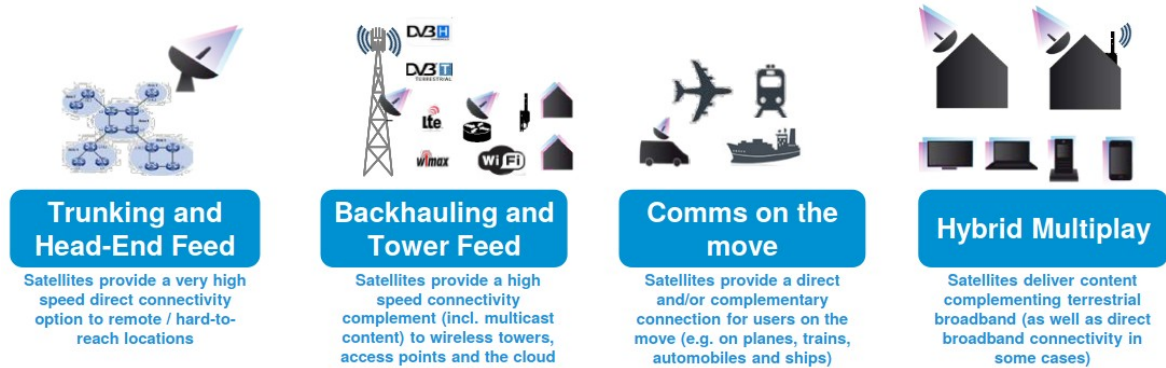 DVB H
DVB T
TERRESTRIAL
lte
wimax
Wi Fi
Trunking and
Head-End Feed
Satellites provide a very high
speed direct connectivity
option to remote / hard-to-
reach locations
Backhauling and
Tower Feed
Satellites provide a high
speed connectivity
complement (incl. multicast
content) to wireless towers,
access points and the cloud
Comms on the
move
Satellites provide a direct
and/or complementary
connection for users on the
move (e.g. on planes, trains,
automobiles and ships)
Hybrid Multiplay
Satellites deliver content
complementing terrestrial
broadband (as well as direct
broadband connectivity in
some cases)